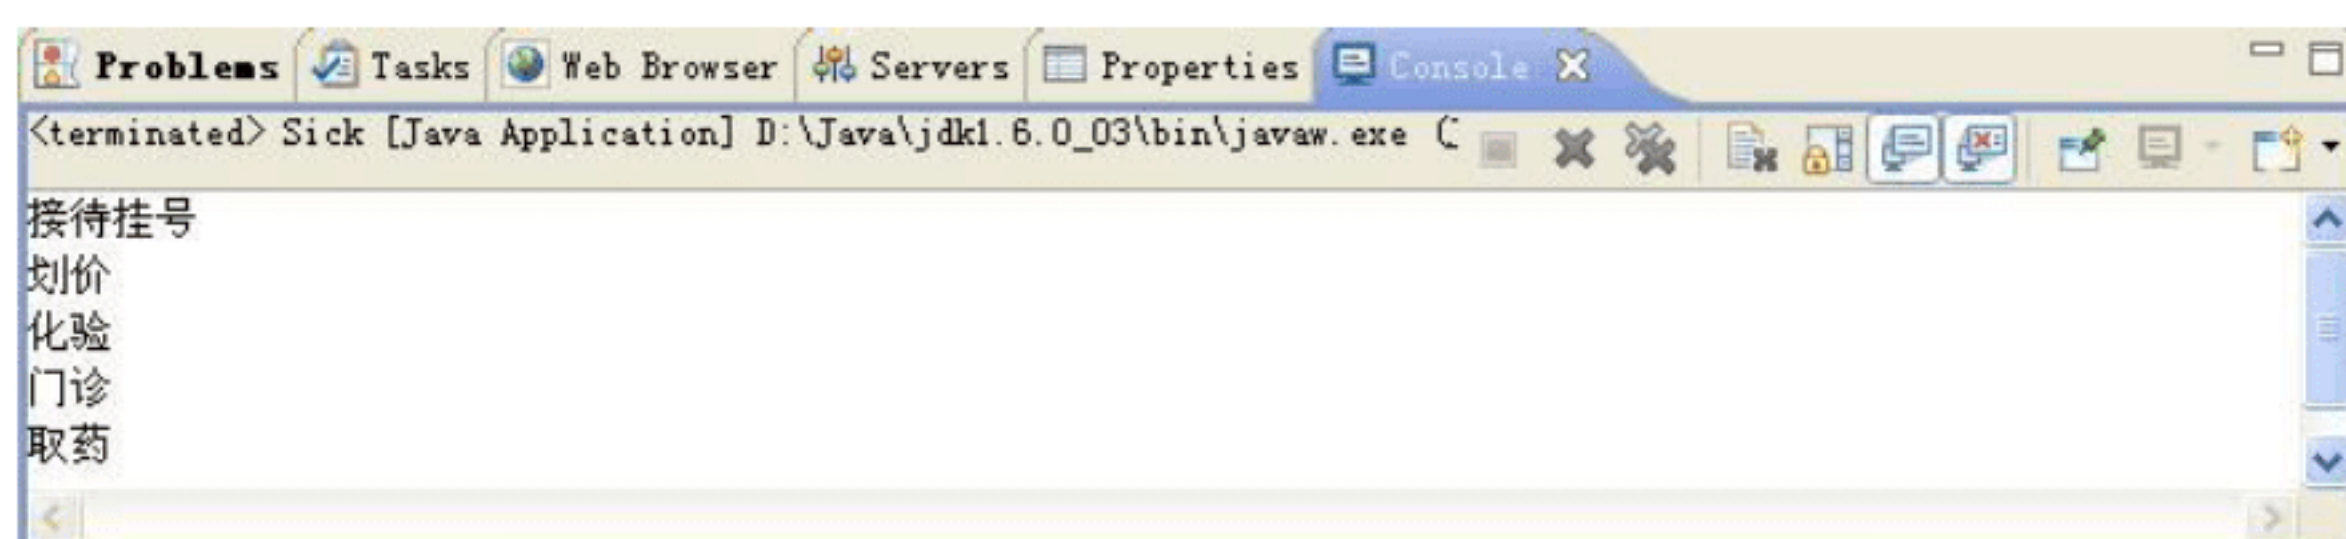 Problems Tasks Web Browser Servers Properties Console
<terminated> Sick [Java Application] D:\Java\jdk1.6.0_03\bin\javaw.exe (
接待挂号
划价
化验
门诊
取药